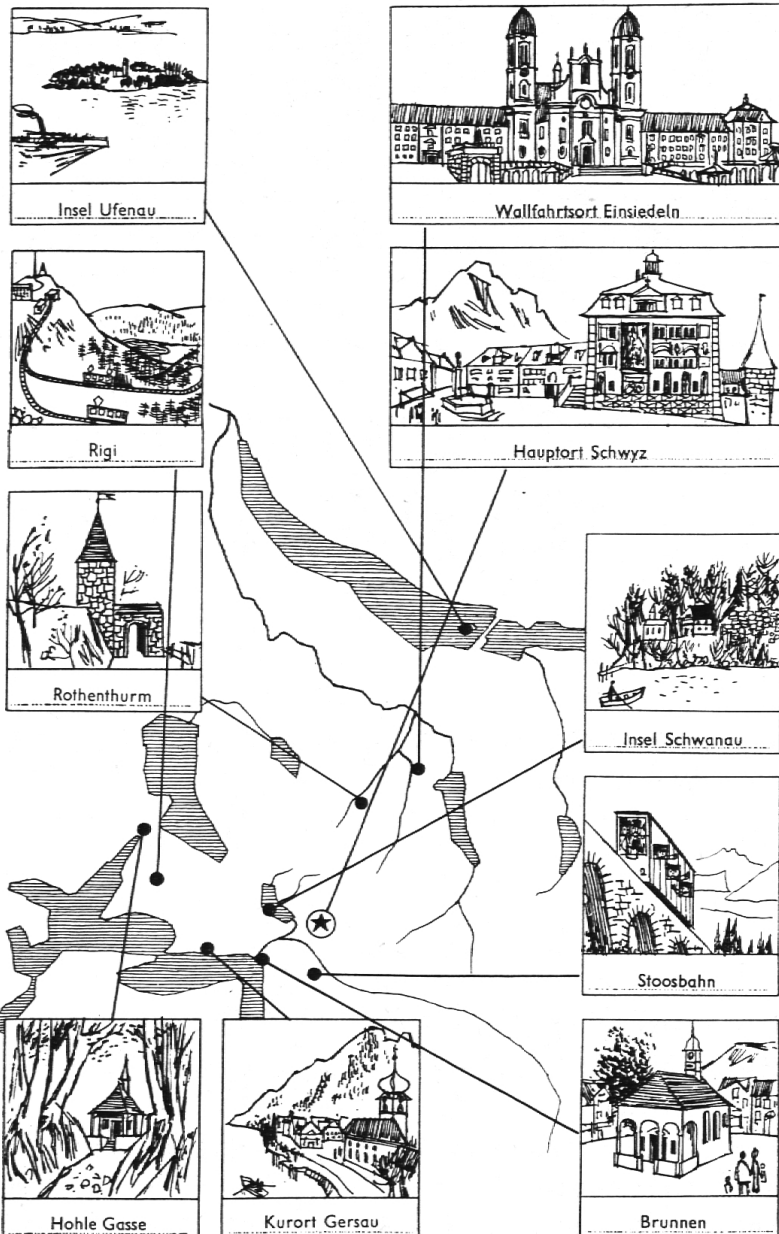 Insel Ufenau
Wallfahrtsort Einsiedeln
Rigi
Hauptort Schwyz
Rothenthurm
Insel Schwanau
Stoosbahn
Hohle Gasse
Kurort Gersau
Brunnen